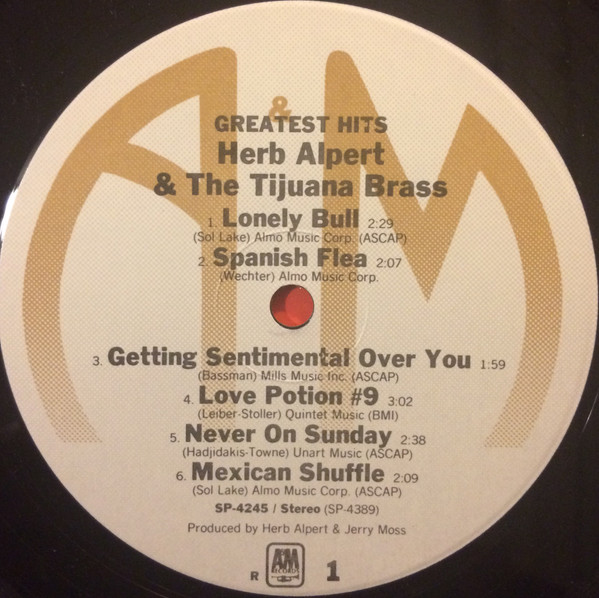 A&M
GREATEST HITS
Herb Alpert
& The Tijuana Brass
1. Lonely Bull 2:29
(Sol Lake) Almo Music Corp. (ASCAP)
2. Spanish Flea 2:07
(Wechter) Almo Music Corp.
3. Getting Sentimental Over You 1:59
(Bassman) Mills Music Inc. (ASCAP)
4. Love Potion #9 3:02
(Leiber-Stoller) Quintet Music (BMI)
5. Never On Sunday 2:38
(Hadjidakis-Towne) Unart Music (ASCAP)
6. Mexican Shuffle 2:09
(Sol Lake) Almo Music Corp. (ASCAP)
SP-4245 / Stereo (SP-4389)
Produced by Herb Alpert & Jerry Moss
R A&M RECORDS 1